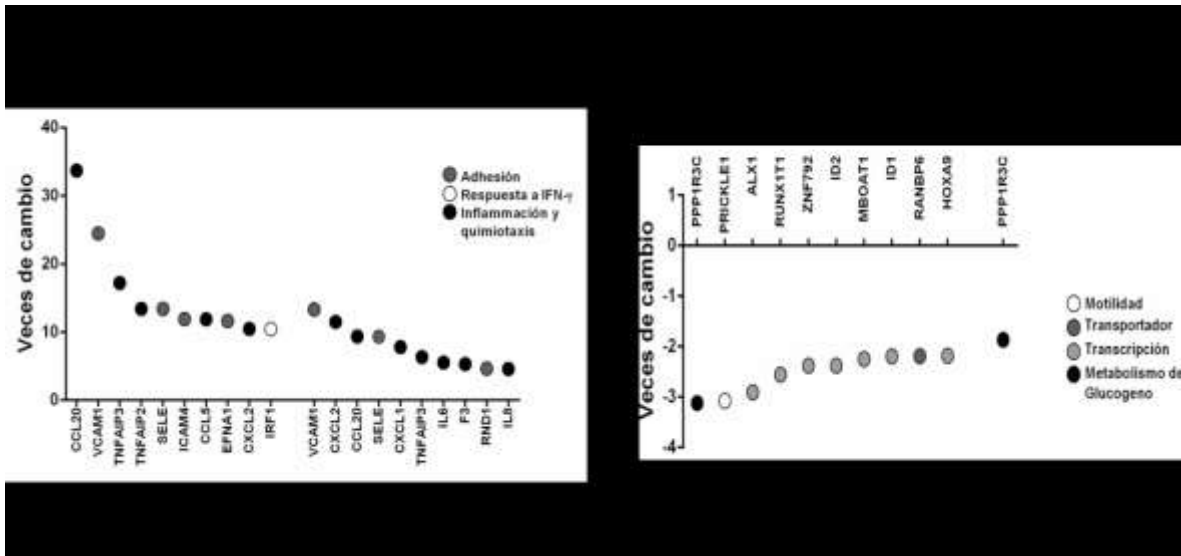 40
30
20
10
0
Veces de cambio
Adhesión
Respuesta a IFN-γ
Inflammación y
quimiotaxis
CCL20
VCAM1
TNFAIP3
TNFAIP2
SELE
ICAM4
CCL5
EFNA1
CXCL2
IRF1
VCAM1
CXCL2
CCL20
SELE
CXCL1
TNFAIP3
IL6
F3
RND1
IL8
PPP1R3C
PRICKLE1
ALX1
RUNX1T1
ZNF792
ID2
MBOAT1
ID1
RANBP6
HOXA9
PPP1R3C
1
0
-1
-2
-3
-4
Veces de cambio
Motilidad
Transportador
Transcripción
Metabolismo de
Glucogeno